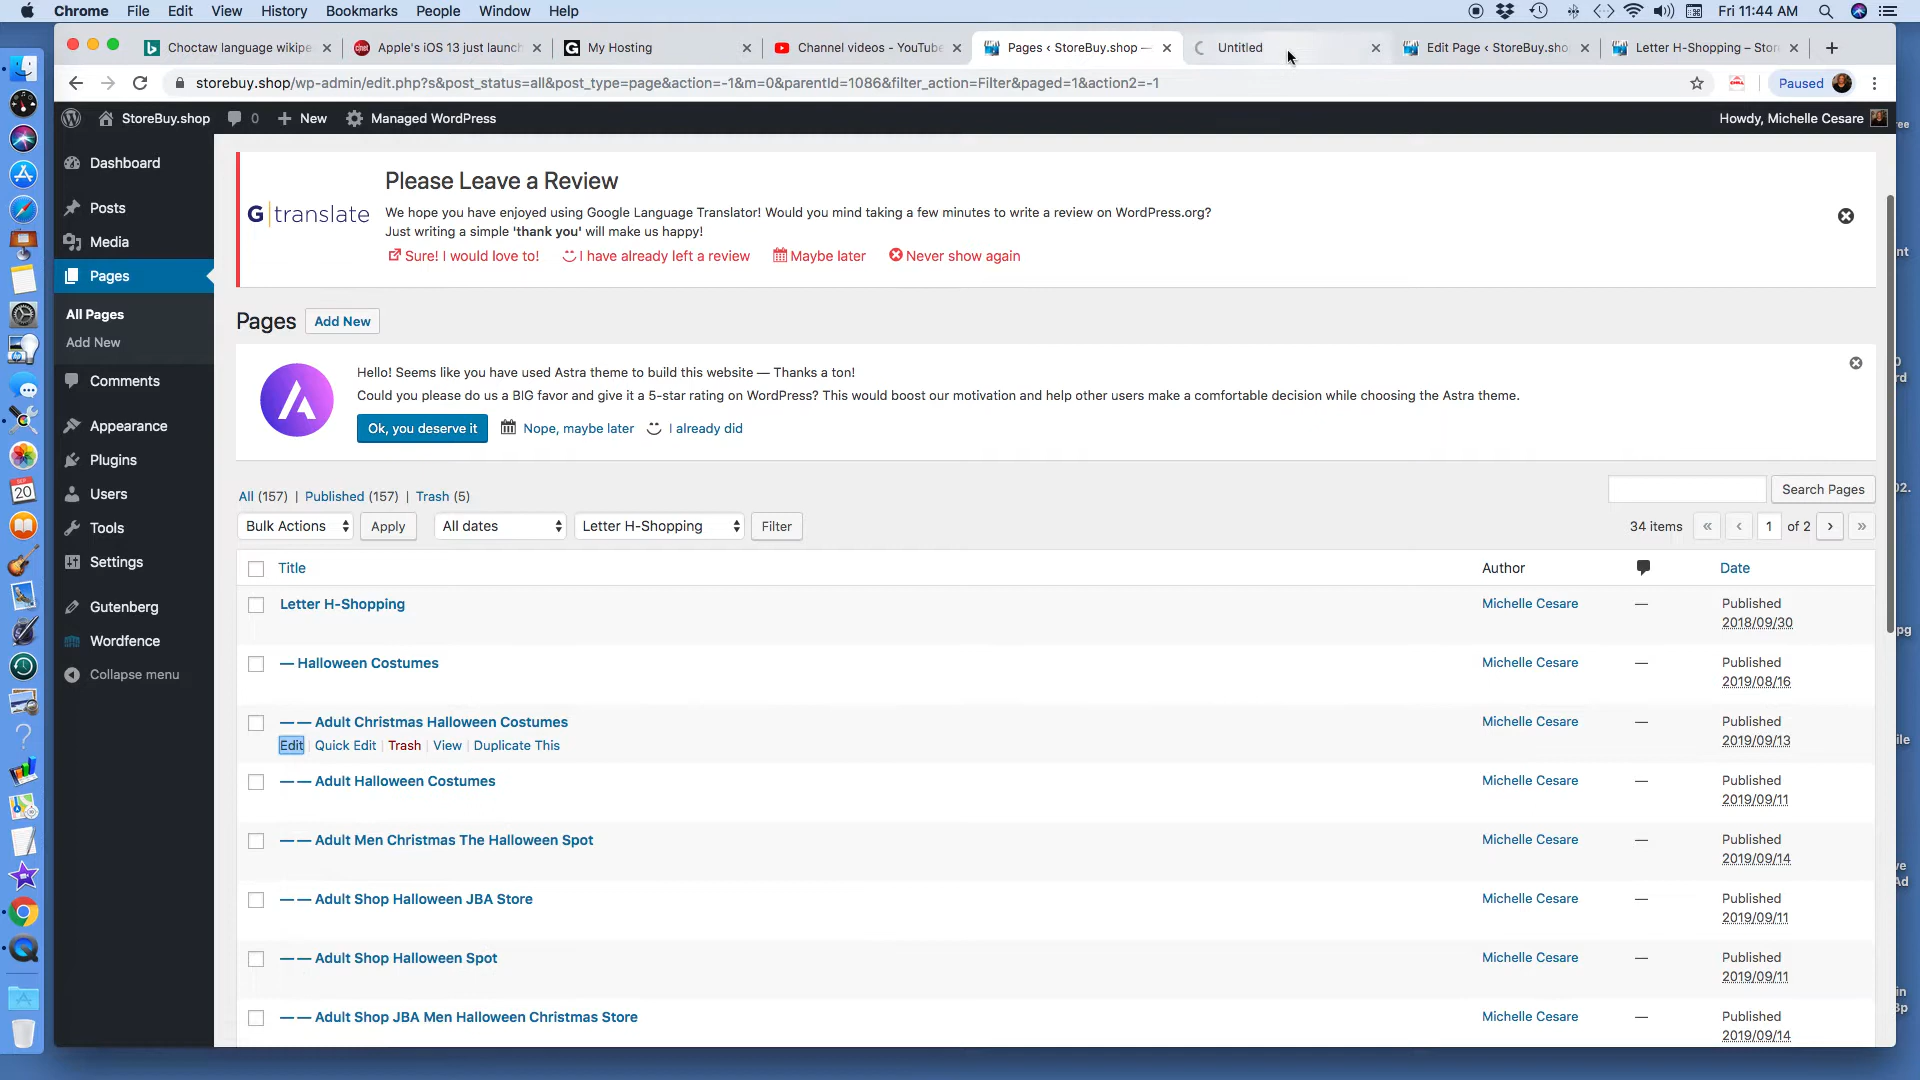 Chrome File Edit View History Bookmarks People Window Help
Fri 11:44 AM
Choctaw language wikipe
Apple's iOS 13 just launch
My Hosting
Channel videos - YouTube
Pages ‹ StoreBuy.shop —
Untitled
Edit Page ‹ StoreBuy.sho
Letter H-Shopping – Stor
storebuy.shop/wp-admin/edit.php?s&post_status=all&post_type=page&action=-1&m=0&parentId=1086&filter_action=Filter&paged=1&action2=-1
Paused
StoreBuy.shop 0 + New Managed WordPress
Howdy, Michelle Cesare
Dashboard
Posts
Media
Pages
All Pages
Add New
Comments
Appearance
Plugins
Users
Tools
Settings
Gutenberg
Wordfence
Collapse menu
Please Leave a Review
G translate
We hope you have enjoyed using Google Language Translator! Would you mind taking a few minutes to write a review on WordPress.org?
Just writing a simple 'thank you' will make us happy!
Sure! I would love to! I have already left a review Maybe later Never show again
Pages Add New
Hello! Seems like you have used Astra theme to build this website — Thanks a ton!
Could you please do us a BIG favor and give it a 5-star rating on WordPress? This would boost our motivation and help other users make a comfortable decision while choosing the Astra theme.
Ok, you deserve it Nope, maybe later I already did
All (157) | Published (157) | Trash (5)
Search Pages
Bulk Actions Apply All dates Letter H-Shopping Filter
34 items « ‹ 1 of 2 › »
Title Author Date
Letter H-Shopping Michelle Cesare — Published
2018/09/30
— Halloween Costumes Michelle Cesare — Published
2019/08/16
— — Adult Christmas Halloween Costumes Michelle Cesare — Published
2019/09/13
Edit | Quick Edit | Trash | View | Duplicate This
— — Adult Halloween Costumes Michelle Cesare — Published
2019/09/11
— — Adult Men Christmas The Halloween Spot Michelle Cesare — Published
2019/09/14
— — Adult Shop Halloween JBA Store Michelle Cesare — Published
2019/09/11
— — Adult Shop Halloween Spot Michelle Cesare — Published
2019/09/11
— — Adult Shop JBA Men Halloween Christmas Store Michelle Cesare — Published
2019/09/14